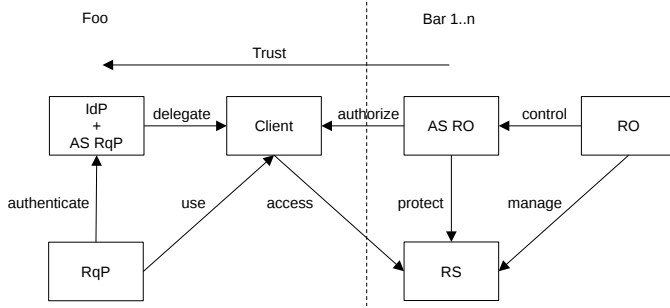 Foo
Bar 1..n
Trust
IdP
+
AS RqP
delegate
Client
authorize
AS RO
control
RO
authenticate
use
access
protect
manage
RqP
RS